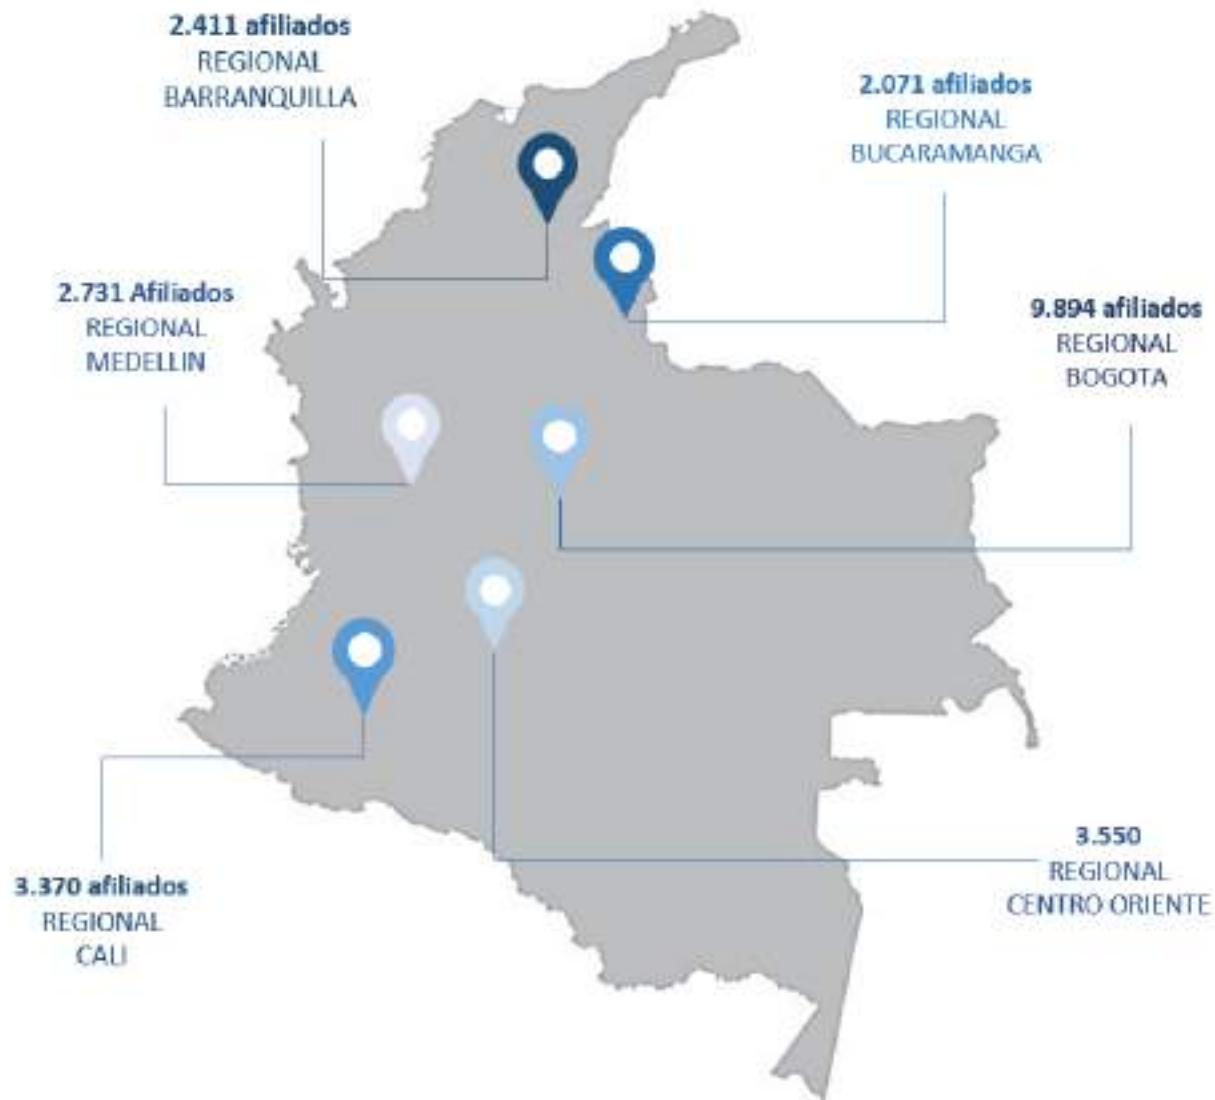 2.411 afiliados
REGIONAL
BARRANQUILLA
2.071 afiliados
REGIONAL
BUCARAMANGA
2.731 Afiliados
REGIONAL
MEDELLIN
9.894 afiliados
REGIONAL
BOGOTA
3.370 afiliados
REGIONAL
CALI
3.550
REGIONAL
CENTRO ORIENTE